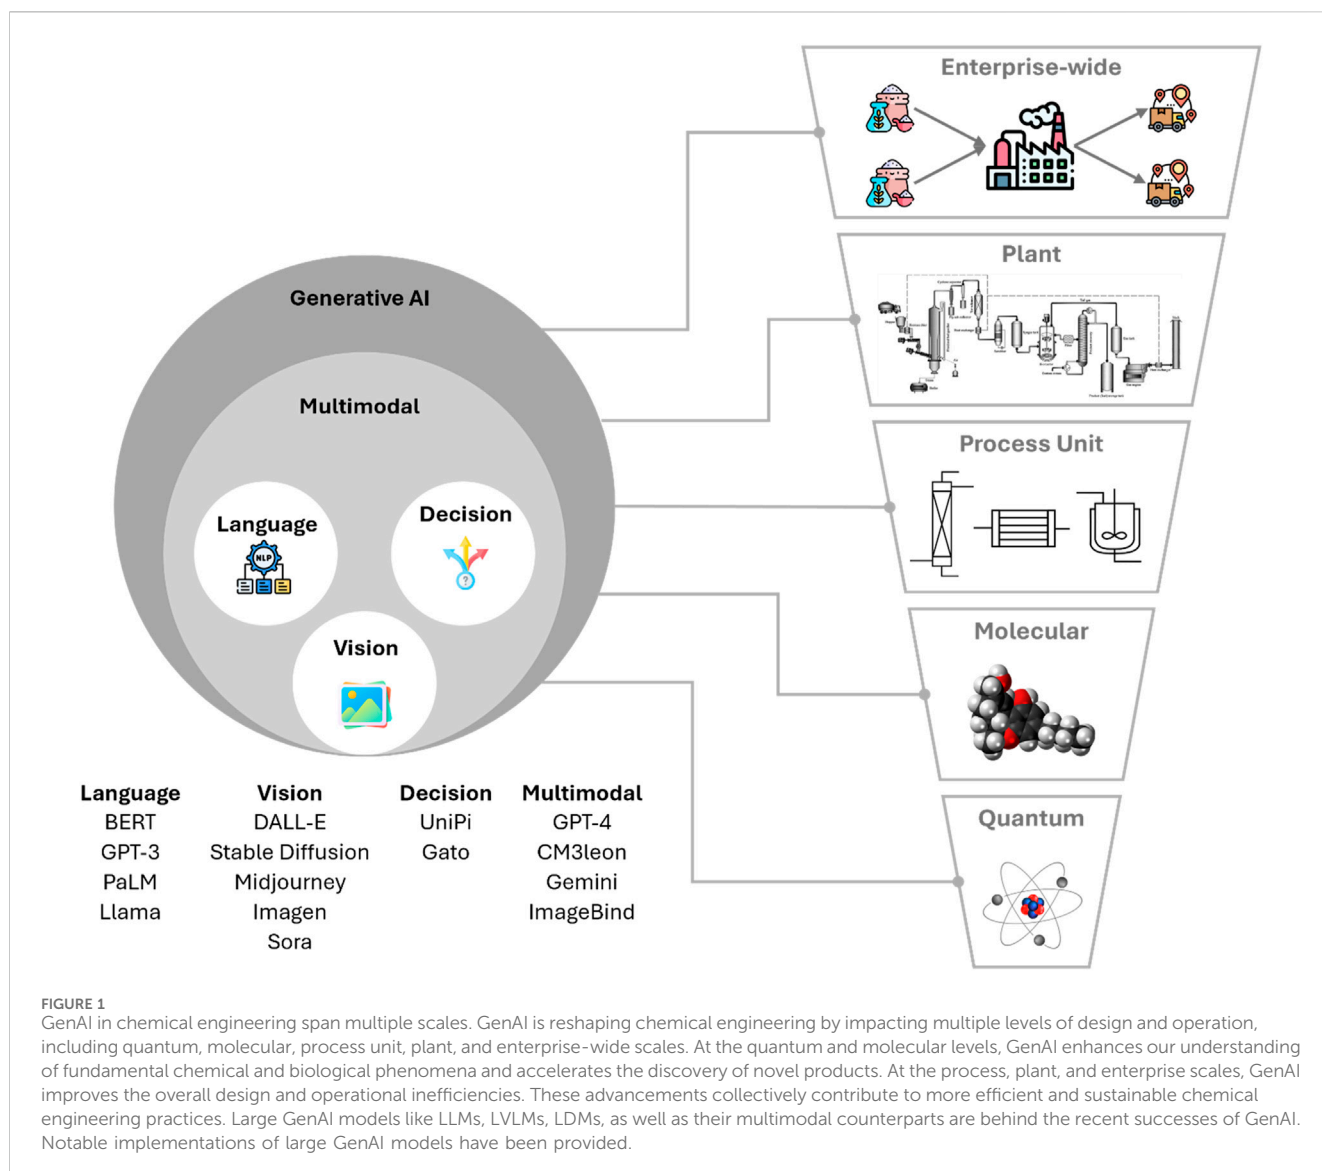 Enterprise-wide
Plant
Process Unit
Molecular
Quantum
Generative AI
Multimodal
Language
NLP
Decision
?
Vision
Language
BERT
GPT-3
PaLM
Llama
Vision
DALL-E
Stable Diffusion
Midjourney
Imagen
Sora
Decision
UniPi
Gato
Multimodal
GPT-4
CM3leon
Gemini
ImageBind
FIGURE 1
GenAI in chemical engineering span multiple scales. GenAI is reshaping chemical engineering by impacting multiple levels of design and operation,
including quantum, molecular, process unit, plant, and enterprise-wide scales. At the quantum and molecular levels, GenAI enhances our understanding
of fundamental chemical and biological phenomena and accelerates the discovery of novel products. At the process, plant, and enterprise scales, GenAI
improves the overall design and operational inefficiencies. These advancements collectively contribute to more efficient and sustainable chemical
engineering practices. Large GenAI models like LLMs, LVLMs, LDMs, as well as their multimodal counterparts are behind the recent successes of GenAI.
Notable implementations of large GenAI models have been provided.